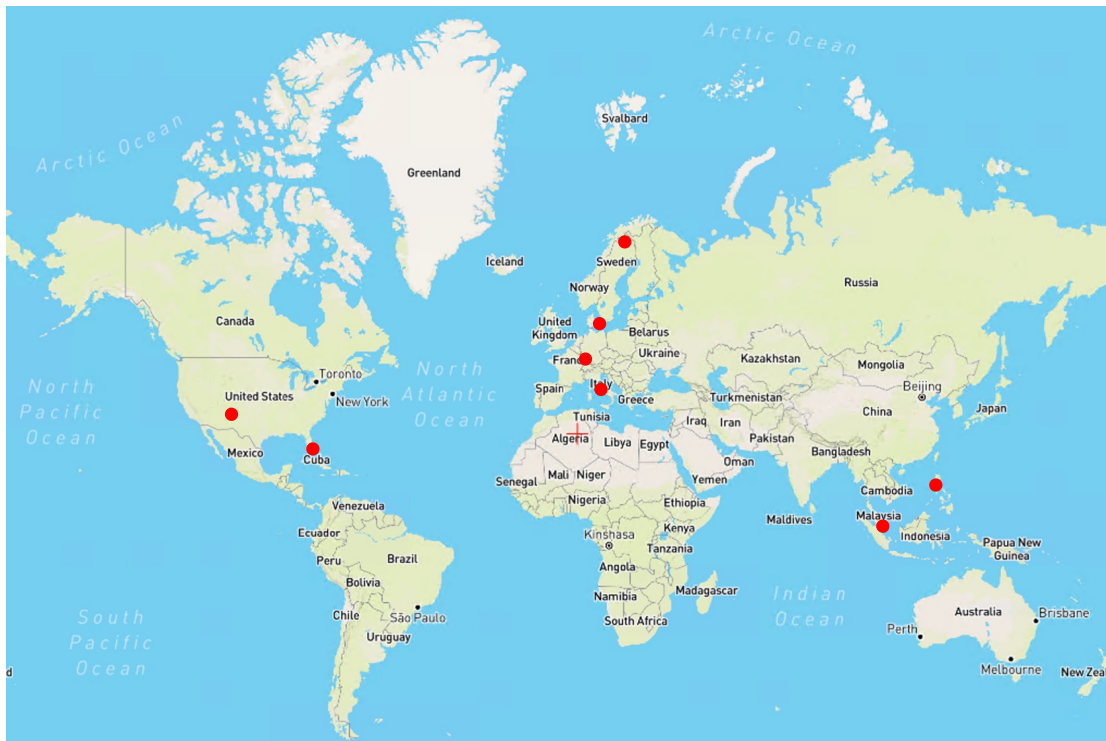 Arctic Ocean
Svalbard
Arctic Ocean
Greenland
Iceland
Sweden
Norway
Russia
Canada
United
Kingdom
Belarus
Ukraine
Franc
Kazakhstan
Mongolia
North
Pacific
Ocean
North
Atlantic
Ocean
Toronto
New York
United States
Spain
Italy
Greece
Turkmenistan
Beijing
China
Japan
Mexico
Cuba
Tunisia
Algeria
Libya
Egypt
Iraq
Iran
Pakistan
Bangladesh
Oman
Yemen
Senegal
Mali
Niger
Nigeria
Ethiopia
Cambodia
Malaysia
Maldives
Indonesia
Papua New
Guinea
Venezuela
Ecuador
Peru
Brazil
Bolivia
Chile
São Paulo
Uruguay
Kinshasa
Kenya
Tanzania
Angola
Namibia
Madagascar
South Africa
Indian
Ocean
South
Pacific
Ocean
Australia
Brisbane
Perth
Melbourne
New Zea
d